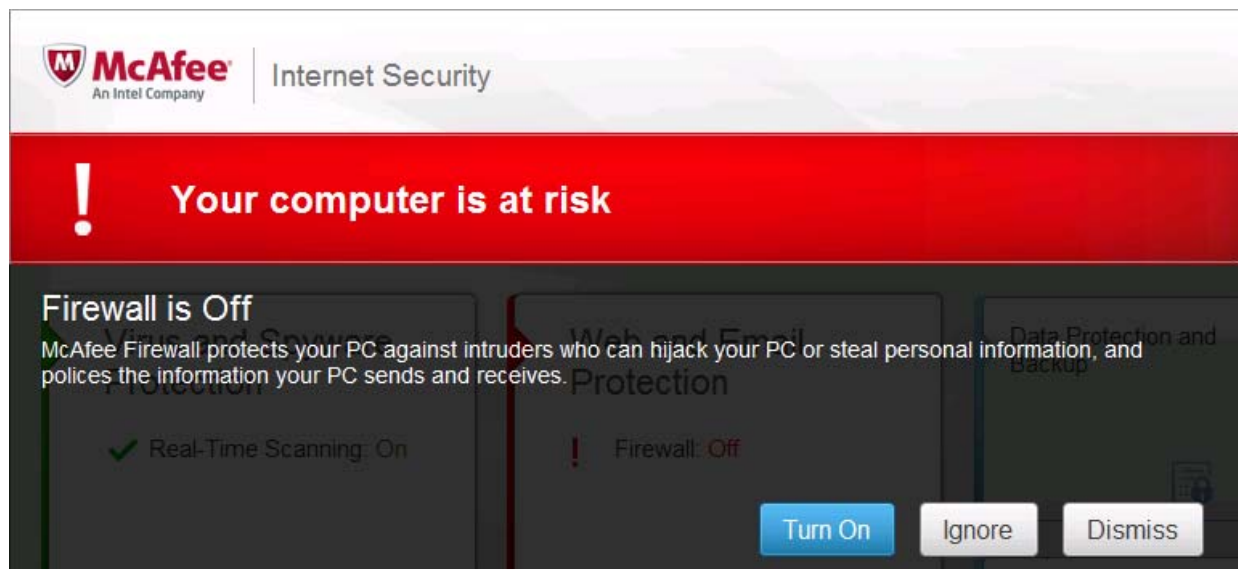 McAfee
An Intel Company
Internet Security
! Your computer is at risk
Firewall is Off
McAfee Firewall protects your PC against intruders who can hijack your PC or steal personal information, and
polices the information your PC sends and receives.
Virus and Spyware
Protection
Real-Time Scanning: On
Web and Email
Protection
! Firewall: Off
Data Protection and
Backup
Turn On
Ignore
Dismiss